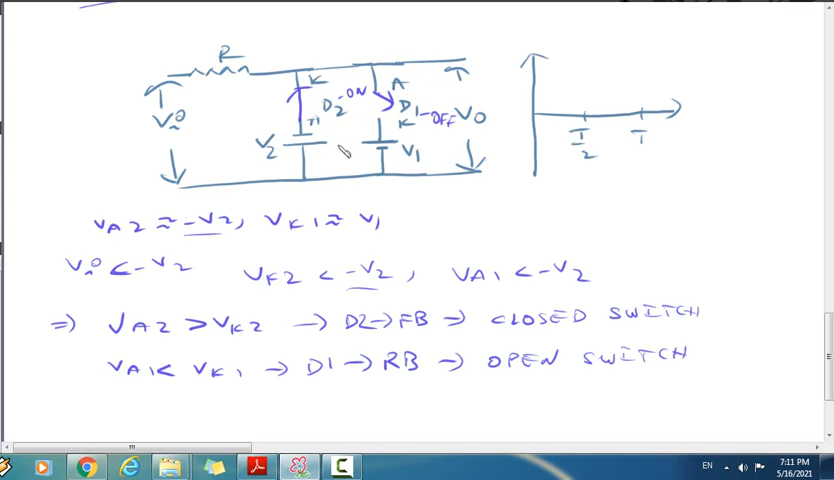 R
K
A
D2-ON
D1-OFF
K
Vi
V2
V1
VO
T/2
T
VA2 ≈ -V2, VK1 ≈ V1
Vi < -V2 VK2 < -V2, VA1 < -V2
⇒ VA2 > VK2 → D2 → FB ⇒ CLOSED SWITCH
VA1 < VK1 → D1 → RB → OPEN SWITCH
EN
7:11 PM
5/16/2021